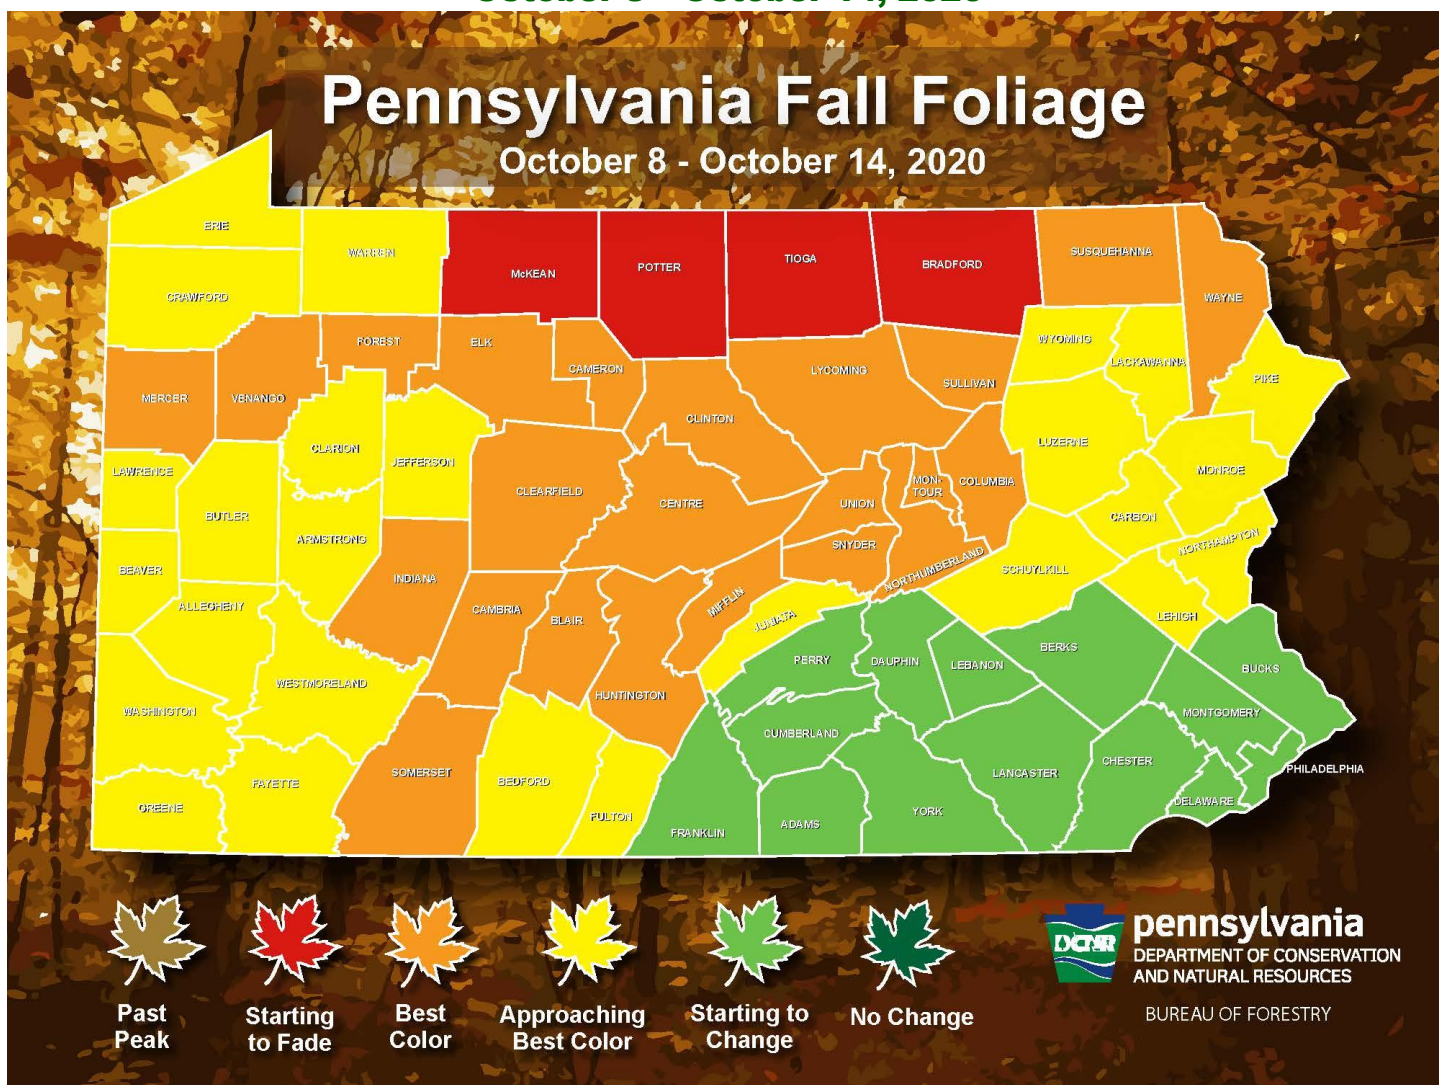 October 8 - October 14, 2020
Pennsylvania Fall Foliage
October 8 - October 14, 2020
ERIE
WARREN
McKEAN
POTTER
TIOGA
BRADFORD
SUSQUEHANNA
WAYNE
CRAWFORD
FOREST
ELK
CAMERON
LYCOMING
SULLIVAN
WYOMING
LACKAWANNA
PIKE
MERCER
VENANGO
CLINTON
CLARION
JEFFERSON
LUZERNE
MONROE
LAWRENCE
CLEARFIELD
CENTRE
UNION
MON-
TOUR
COLUMBIA
BUTLER
ARMSTRONG
CARBON
NORTHAMPTON
BEAVER
INDIANA
SNYDER
NORTHUMBERLAND
SCHUYLKILL
ALLEGHENY
CAMBRIA
BLAIR
MIFFLIN
JUNIATA
LEHIGH
WESTMORELAND
PERRY
DAUPHIN
LEBANON
BERKS
BUCKS
WASHINGTON
HUNTINGTON
CUMBERLAND
MONTGOMERY
GREENE
FAYETTE
SOMERSET
BEDFORD
FULTON
FRANKLIN
ADAMS
YORK
LANCASTER
CHESTER
DELAWARE
PHILADELPHIA
Past
Peak
Starting
to Fade
Best
Color
Approaching
Best Color
Starting to
Change
No Change
DCNR
pennsylvania
DEPARTMENT OF CONSERVATION
AND NATURAL RESOURCES
BUREAU OF FORESTRY